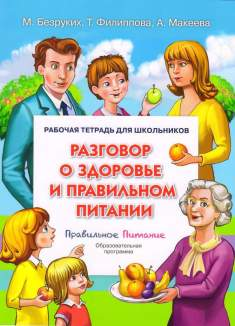 М. Безруких, Т. Филиппова, А. Макеева
РАБОЧАЯ ТЕТРАДЬ ДЛЯ ШКОЛЬНИКОВ
РАЗГОВОР
О ЗДОРОВЬЕ
И ПРАВИЛЬНОМ
ПИТАНИИ
Правильное Питание
Образовательная
программа